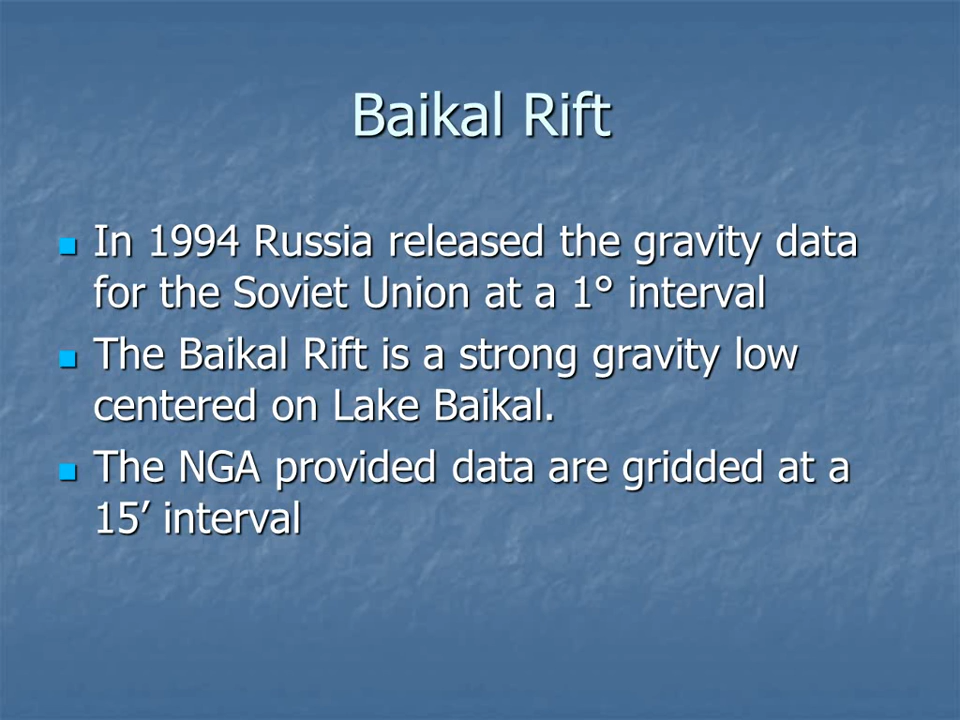 Baikal Rift
In 1994 Russia released the gravity data
for the Soviet Union at a 1° interval
The Baikal Rift is a strong gravity low
centered on Lake Baikal.
The NGA provided data are gridded at a
15’ interval